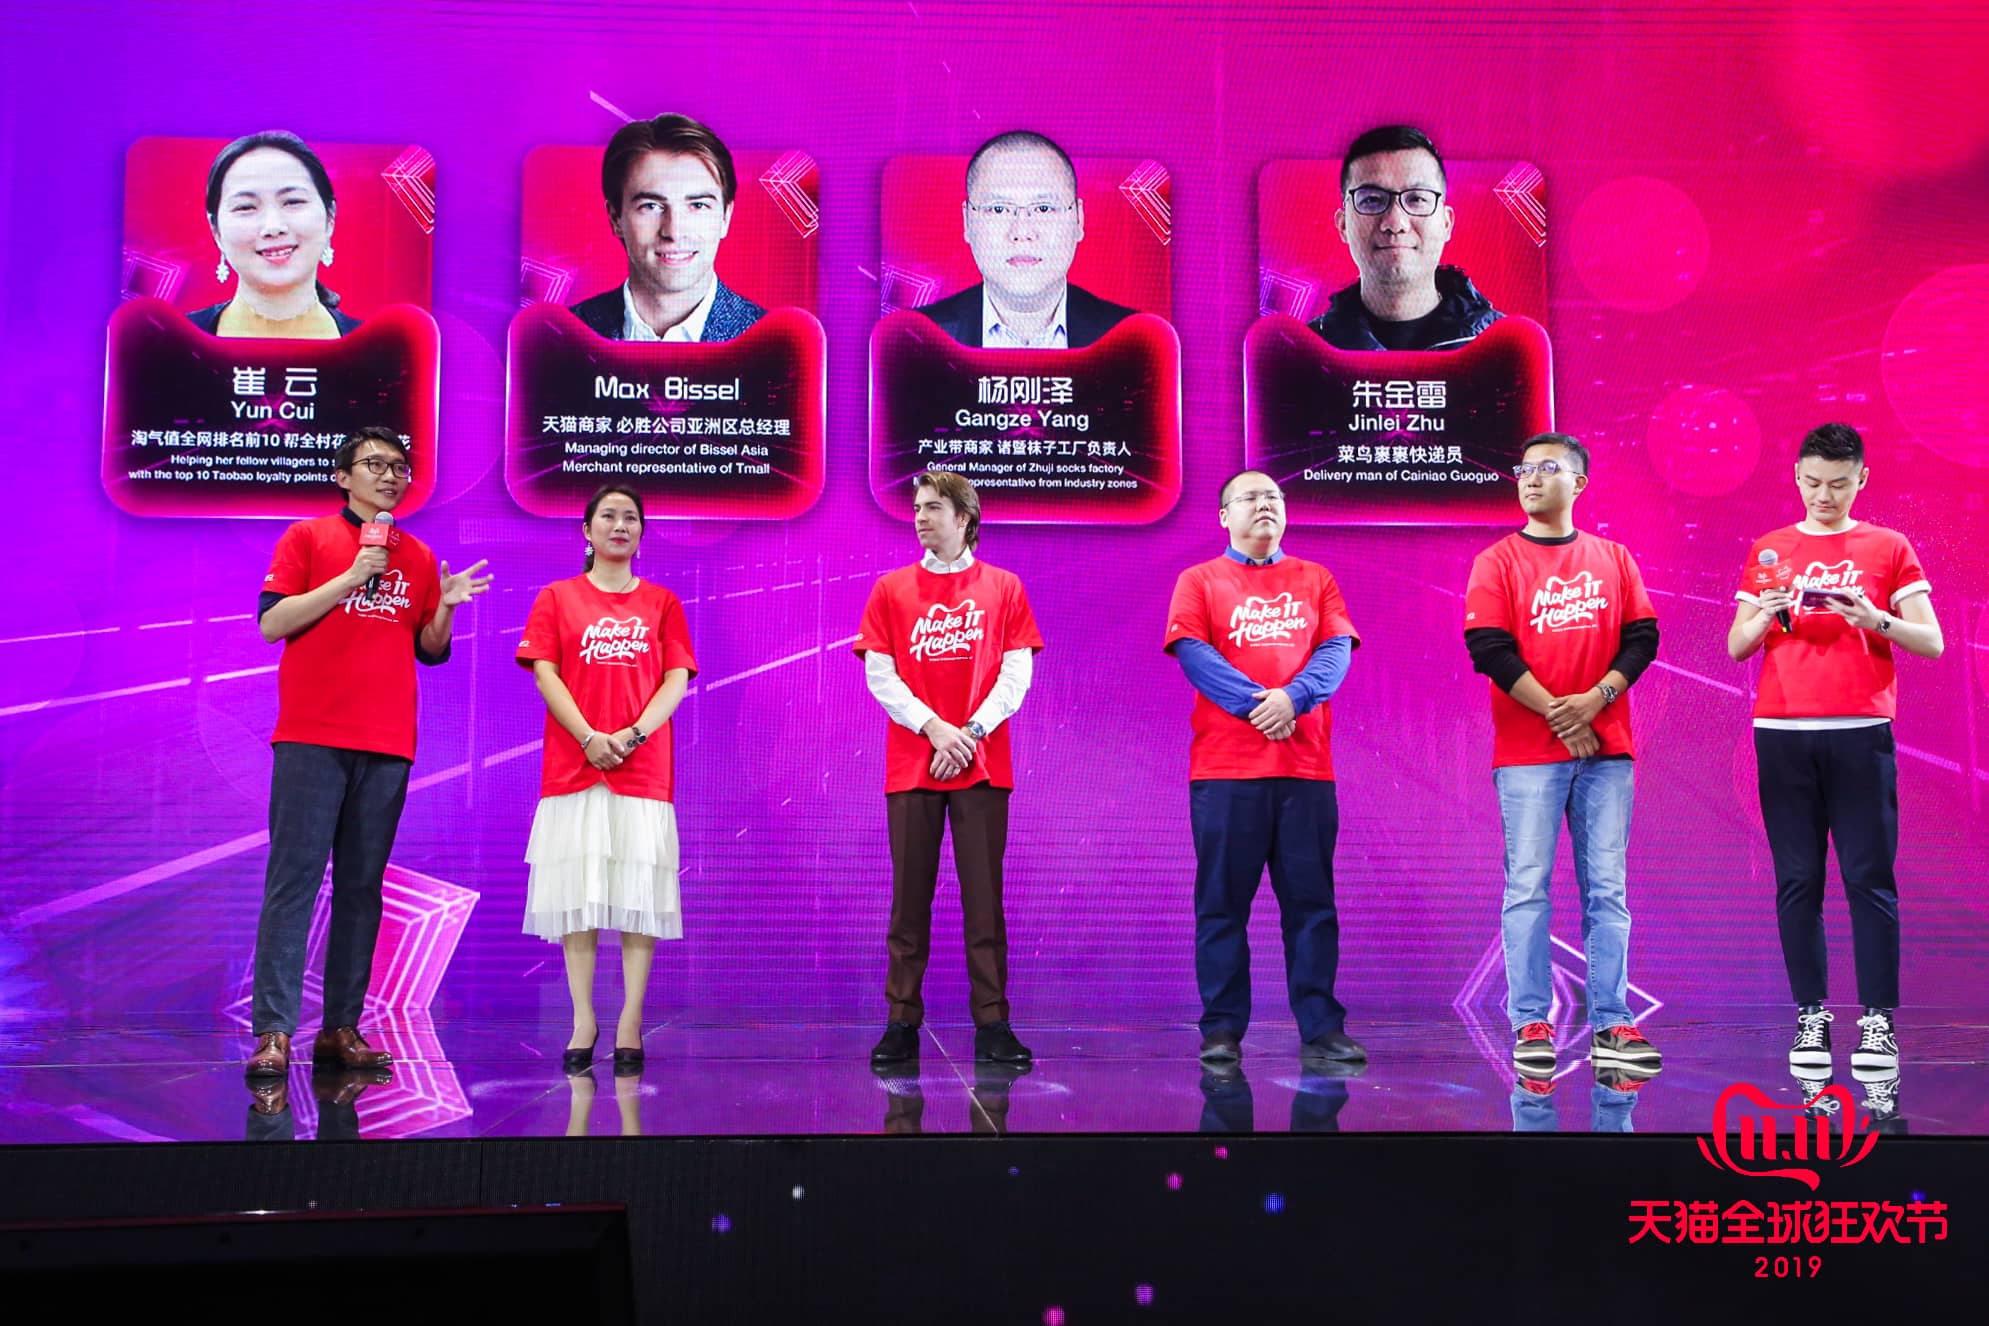 崔 云
Yun Cui
淘气值全网排名前10 帮全村花
花
Helping her fellow villagers to
with the top 10 Taobao loyalty points
Max Bissel
天猫商家 必胜公司亚洲区总经理
Managing director of Bissel Asia
Merchant representative of Tmall
杨刚泽
Gangze Yang
产业带商家 诸暨袜子工厂负责人
General Manager of Zhuji socks factory
from industry zones
朱金雷
Jinlei Zhu
菜鸟裹裹快递员
Delivery man of Cainiao Guoguo
Make IT
Happen
Make IT
Happen
Make IT
Happen
Make IT
Happen
Make IT
Happen
Make IT
11.11
天猫全球狂欢节
2019